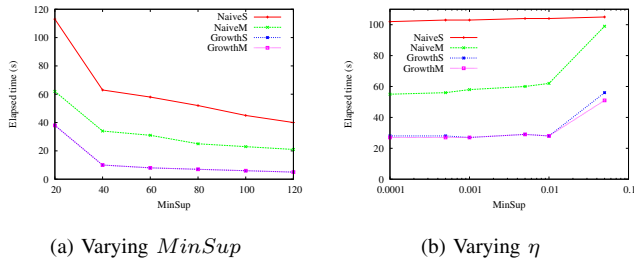 120
100
80
60
40
20
0
Elapsed time (s)
NaiveS
NaiveM
GrowthS
GrowthM
20 40 60 80 100 120
MinSup
(a) Varying MinSup
100
80
60
40
20
0
Elapsed time (s)
NaiveS
NaiveM
GrowthS
GrowthM
0.0001 0.001 0.01 0.1
MinSup
(b) Varying η